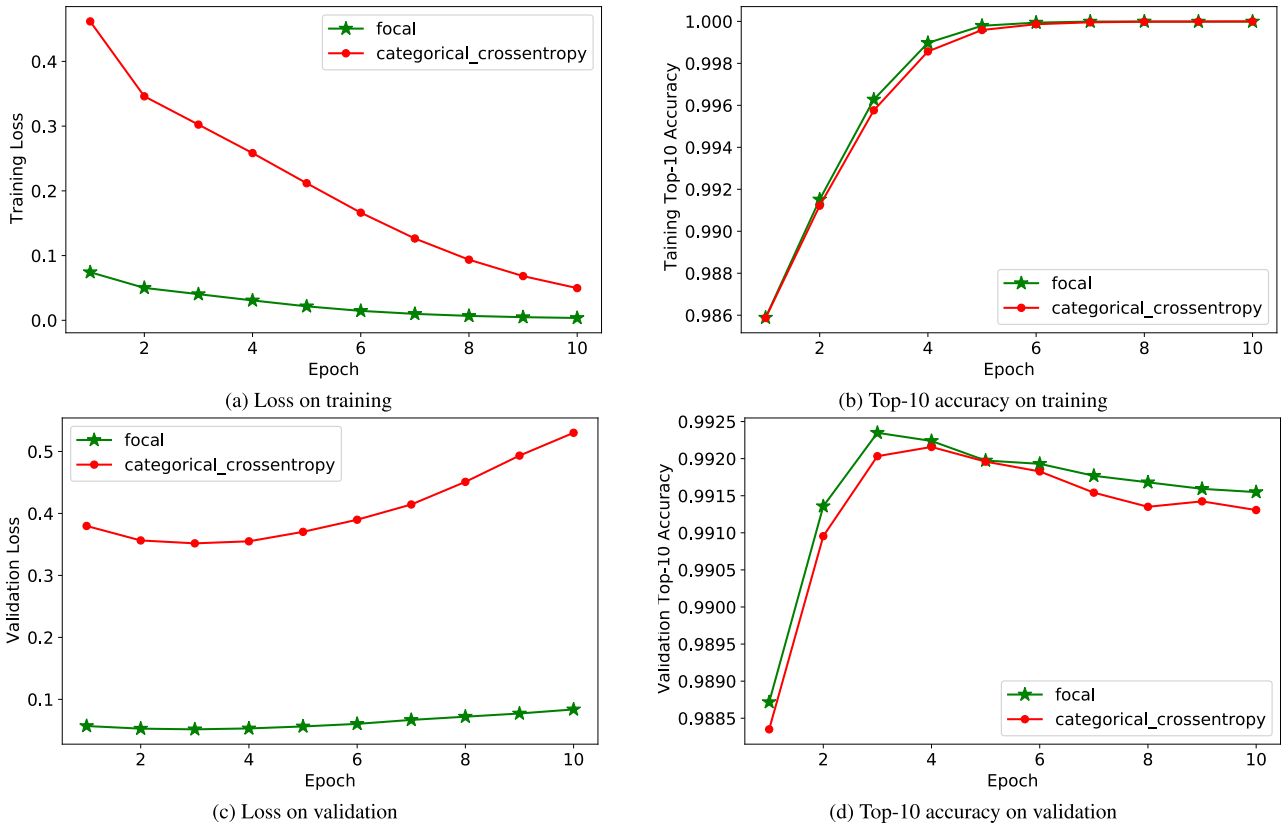 0.4
0.3
0.2
0.1
0.0
Training Loss
focal
categorical_crossentropy
2 4 6 8 10
Epoch
(a) Loss on training
1.000
0.998
0.996
0.994
0.992
0.990
0.988
0.986
Taining Top-10 Accuracy
focal
categorical_crossentropy
2 4 6 8 10
Epoch
(b) Top-10 accuracy on training
0.5
0.4
0.3
0.2
0.1
Validation Loss
focal
categorical_crossentropy
2 4 6 8 10
Epoch
(c) Loss on validation
0.9925
0.9920
0.9915
0.9910
0.9905
0.9900
0.9895
0.9890
0.9885
Validation Top-10 Accuracy
focal
categorical_crossentropy
2 4 6 8 10
Epoch
(d) Top-10 accuracy on validation